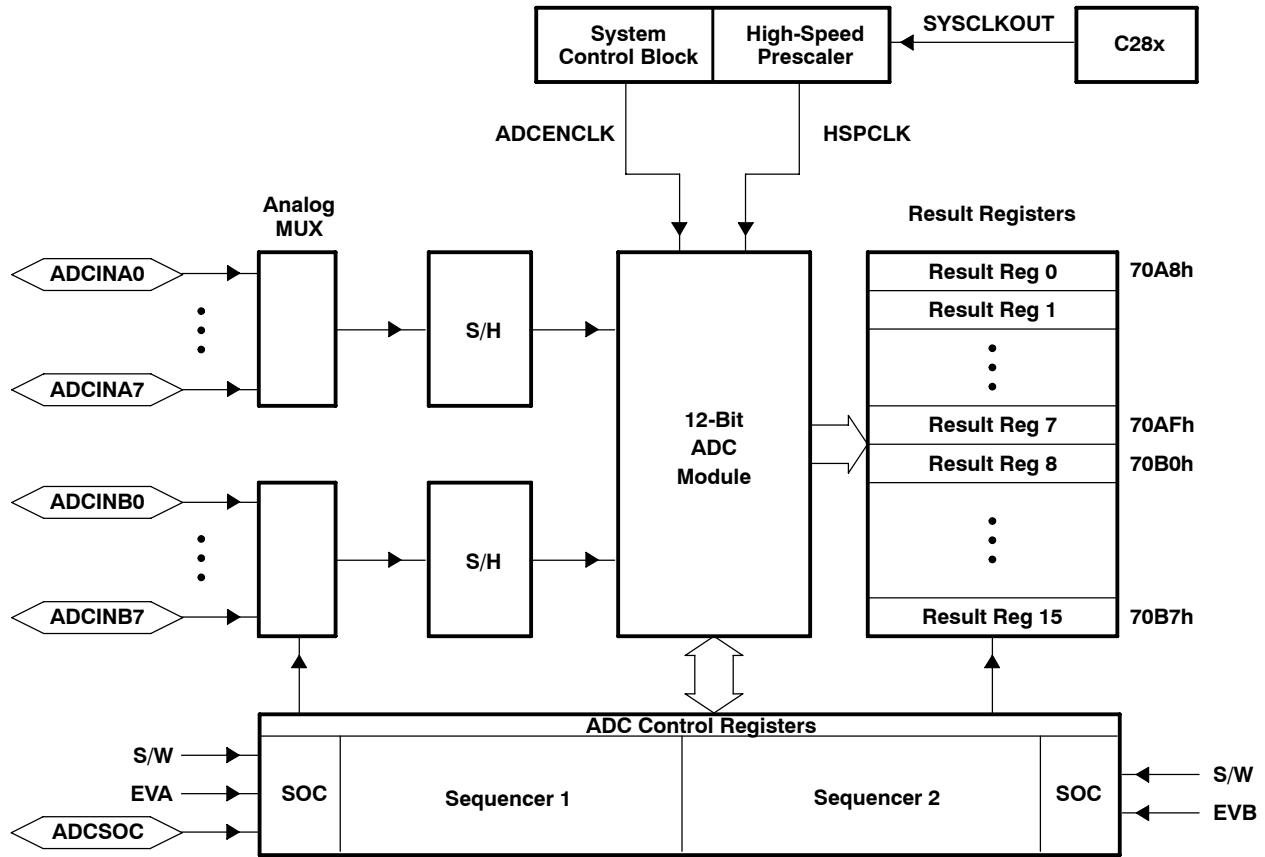 System
Control Block
High-Speed
Prescaler
SYSCLKOUT
C28x
ADCENCLK
HSPCLK
Analog
MUX
Result Registers
ADCINA0
ADCINA7
S/H
12-Bit
ADC
Module
Result Reg 0
70A8h
Result Reg 1
Result Reg 7
70AFh
Result Reg 8
70B0h
ADCINB0
ADCINB7
S/H
Result Reg 15
70B7h
ADC Control Registers
S/W
EVA
ADCSOC
SOC
Sequencer 1
Sequencer 2
SOC
S/W
EVB